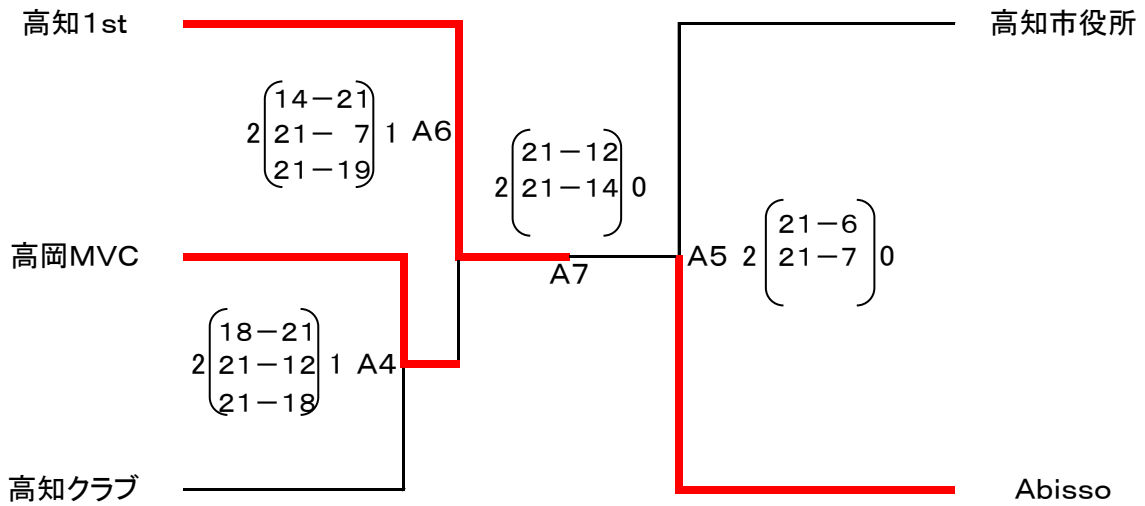 高知1st
高知市役所
14-21
2 21- 7 1 A6
21-19
21-12
2 21-14 0
高岡MVC
A7
21-6
A5 2 21-7 0
18-21
2 21-12 1 A4
21-18
高知クラブ
Abisso